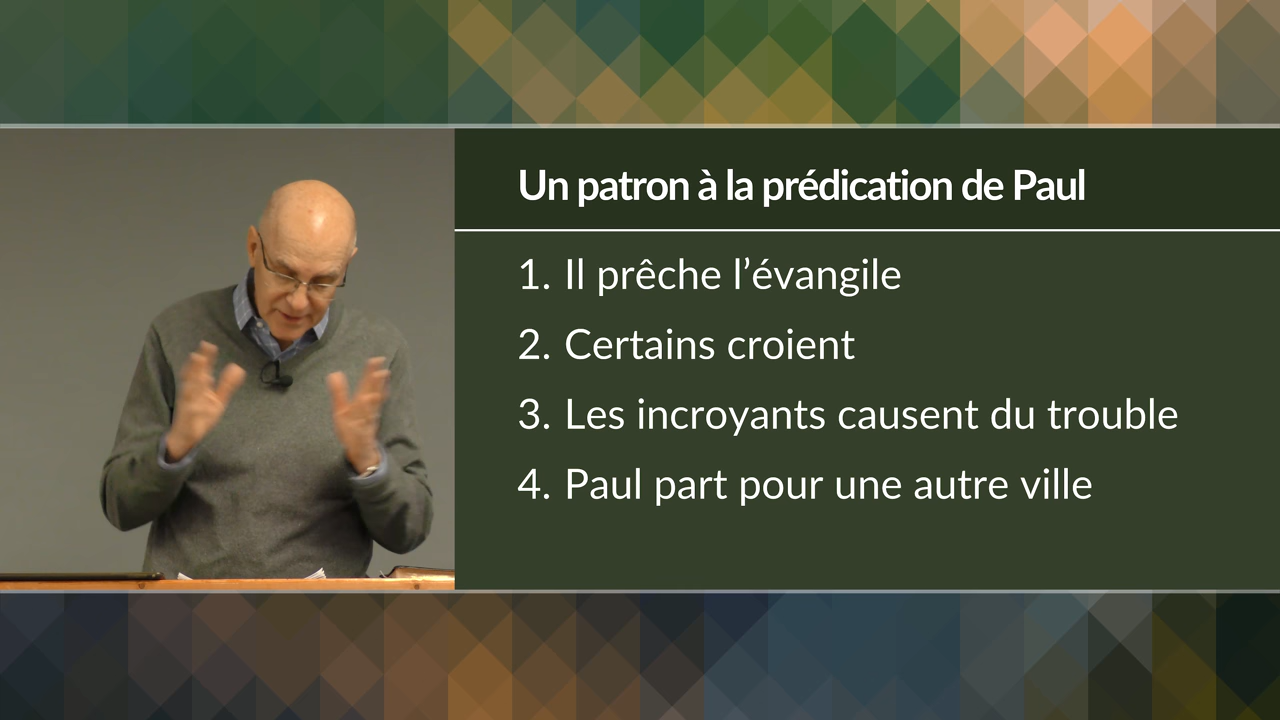 Un patron à la prédication de Paul
1. Il prêche l’évangile
2. Certains croient
3. Les incroyants causent du trouble
4. Paul part pour une autre ville